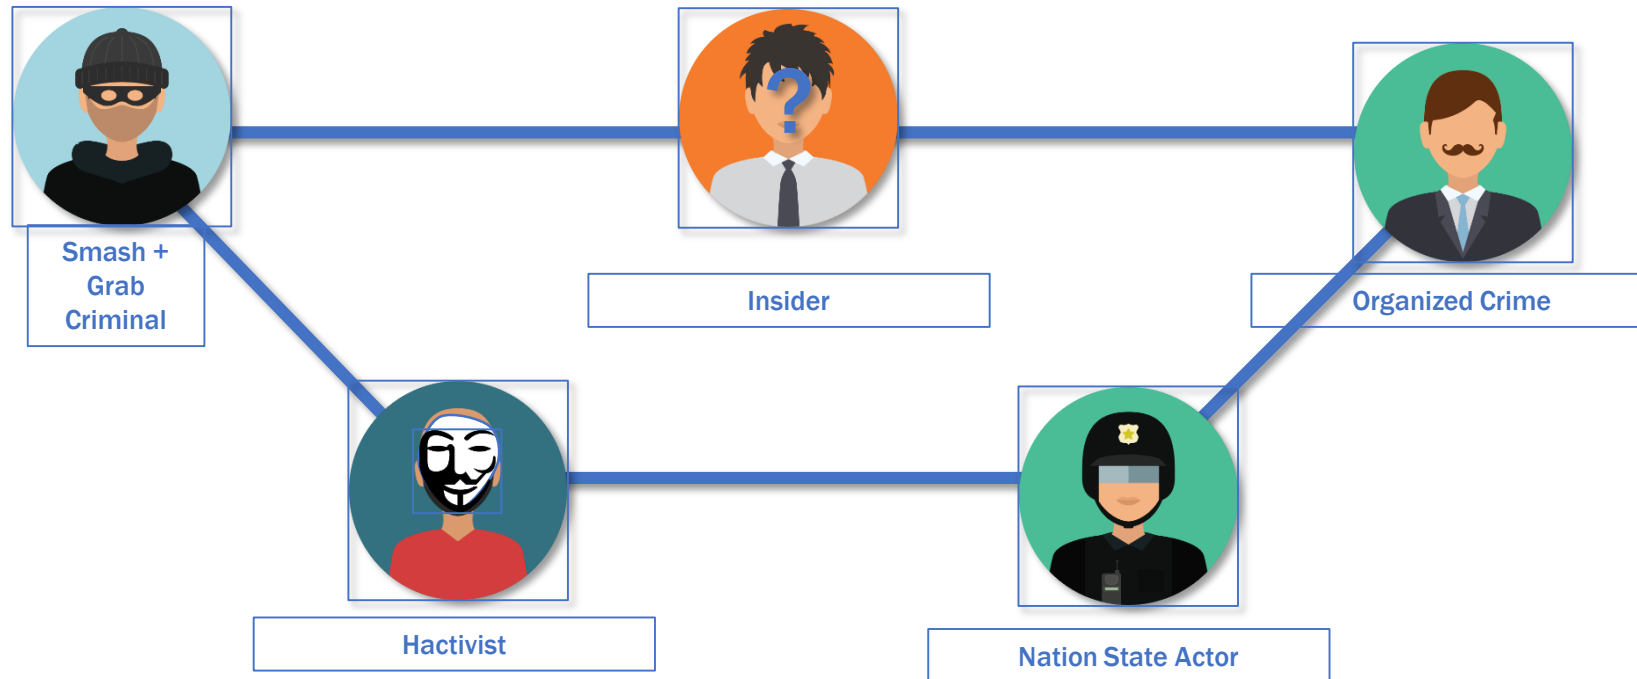 ?
Smash +
Grab
Criminal
Insider
Organized Crime
Hactivist
Nation State Actor